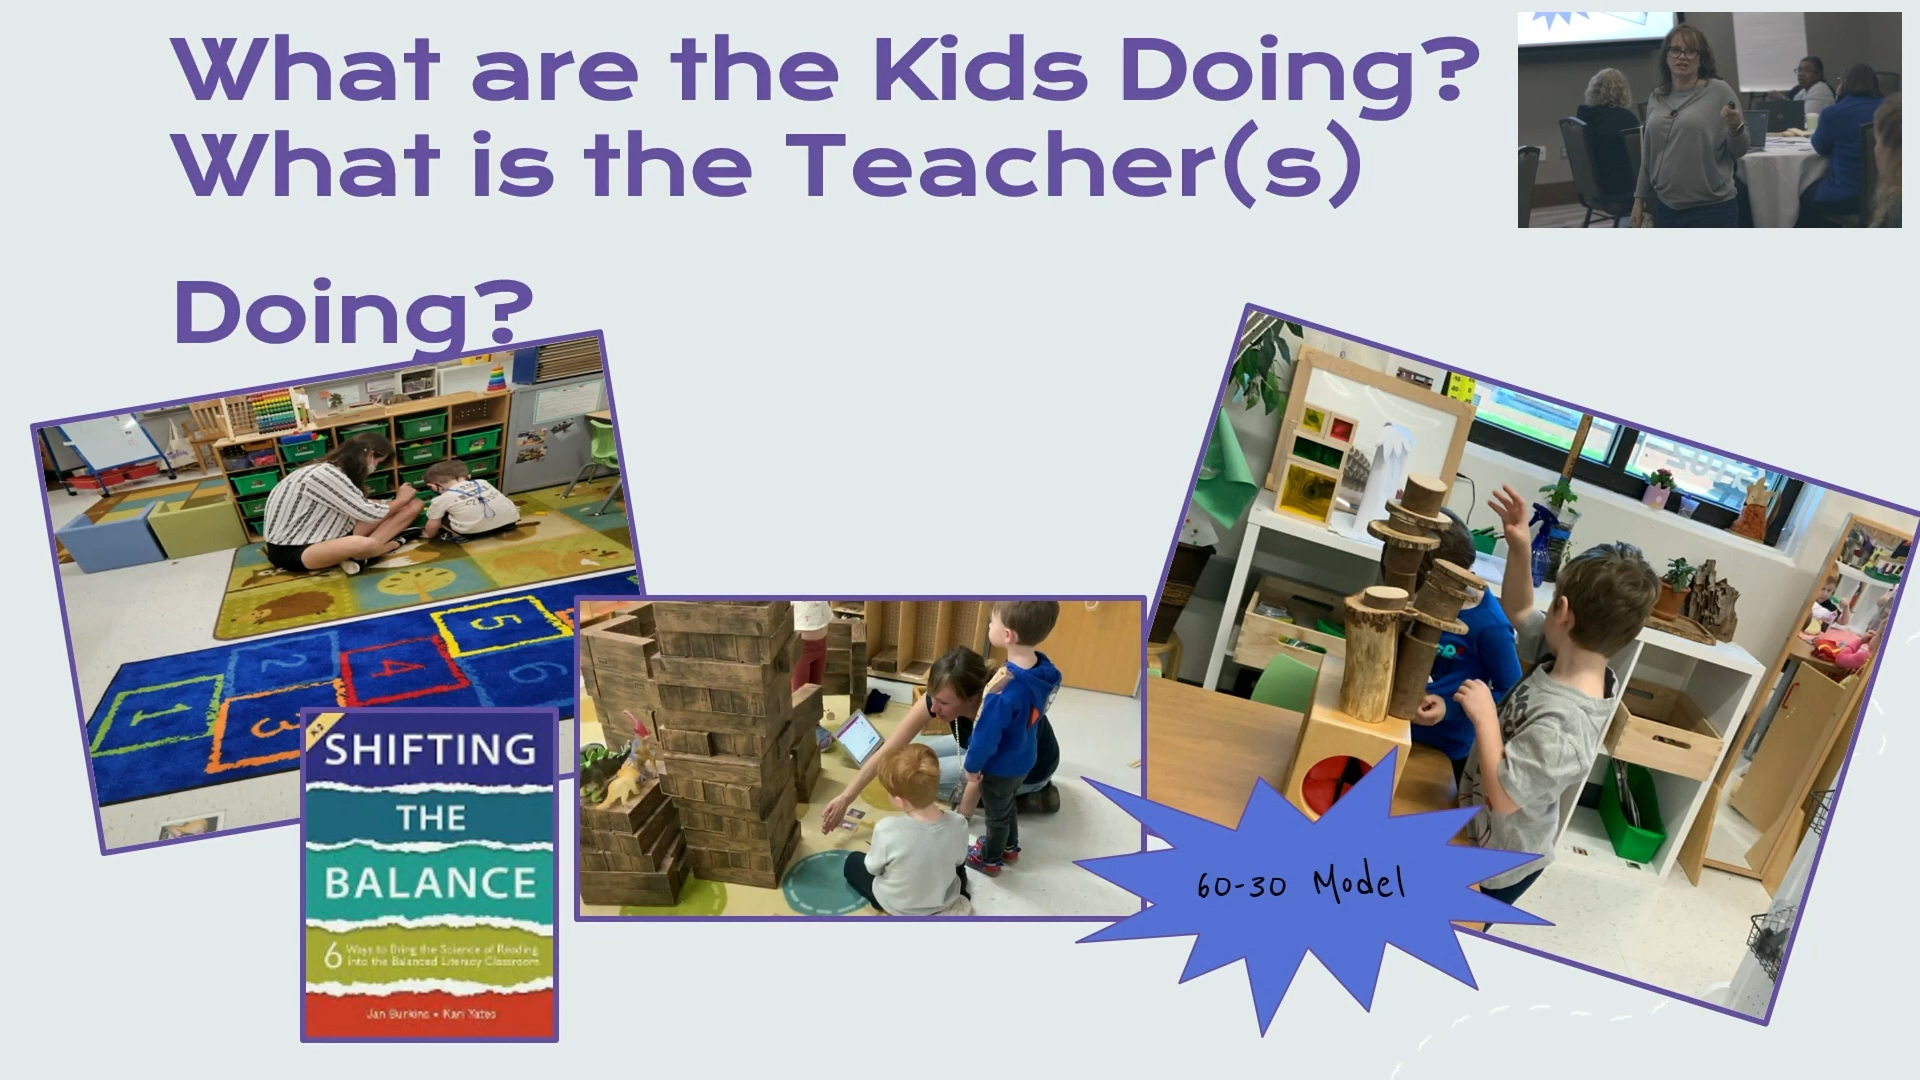 What are the Kids Doing?
What is the Teacher(s)
Doing?
1
2
3
4
5
6
K-2
SHIFTING
THE
BALANCE
6 Ways to Bring the Science of Reading
into the Balanced Literacy Classroom
Jan Burkins • Kari Yates
60-30 Model